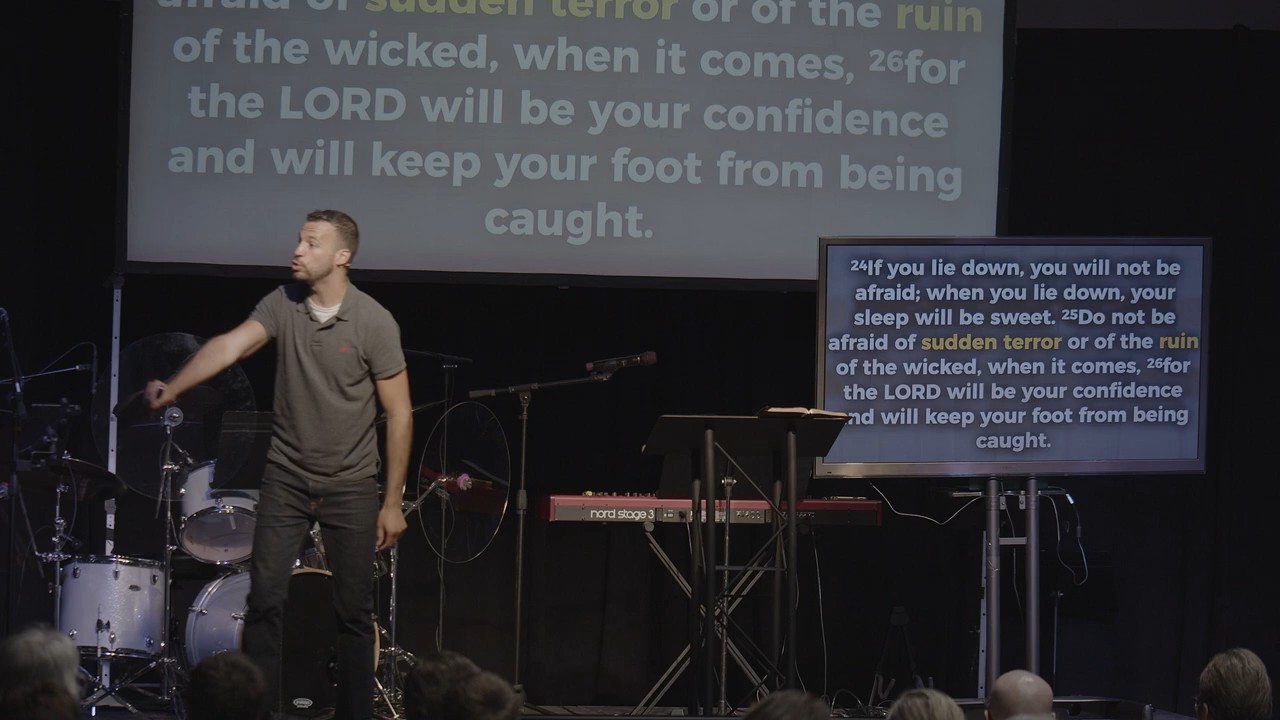 afraid of sudden terror or of the ruin
of the wicked, when it comes, ²⁶for
the LORD will be your confidence
and will keep your foot from being
caught.
²⁴If you lie down, you will not be
afraid; when you lie down, your
sleep will be sweet. ²⁵Do not be
afraid of sudden terror or of the ruin
of the wicked, when it comes, ²⁶for
the LORD will be your confidence
and will keep your foot from being
caught.
nord stage 3